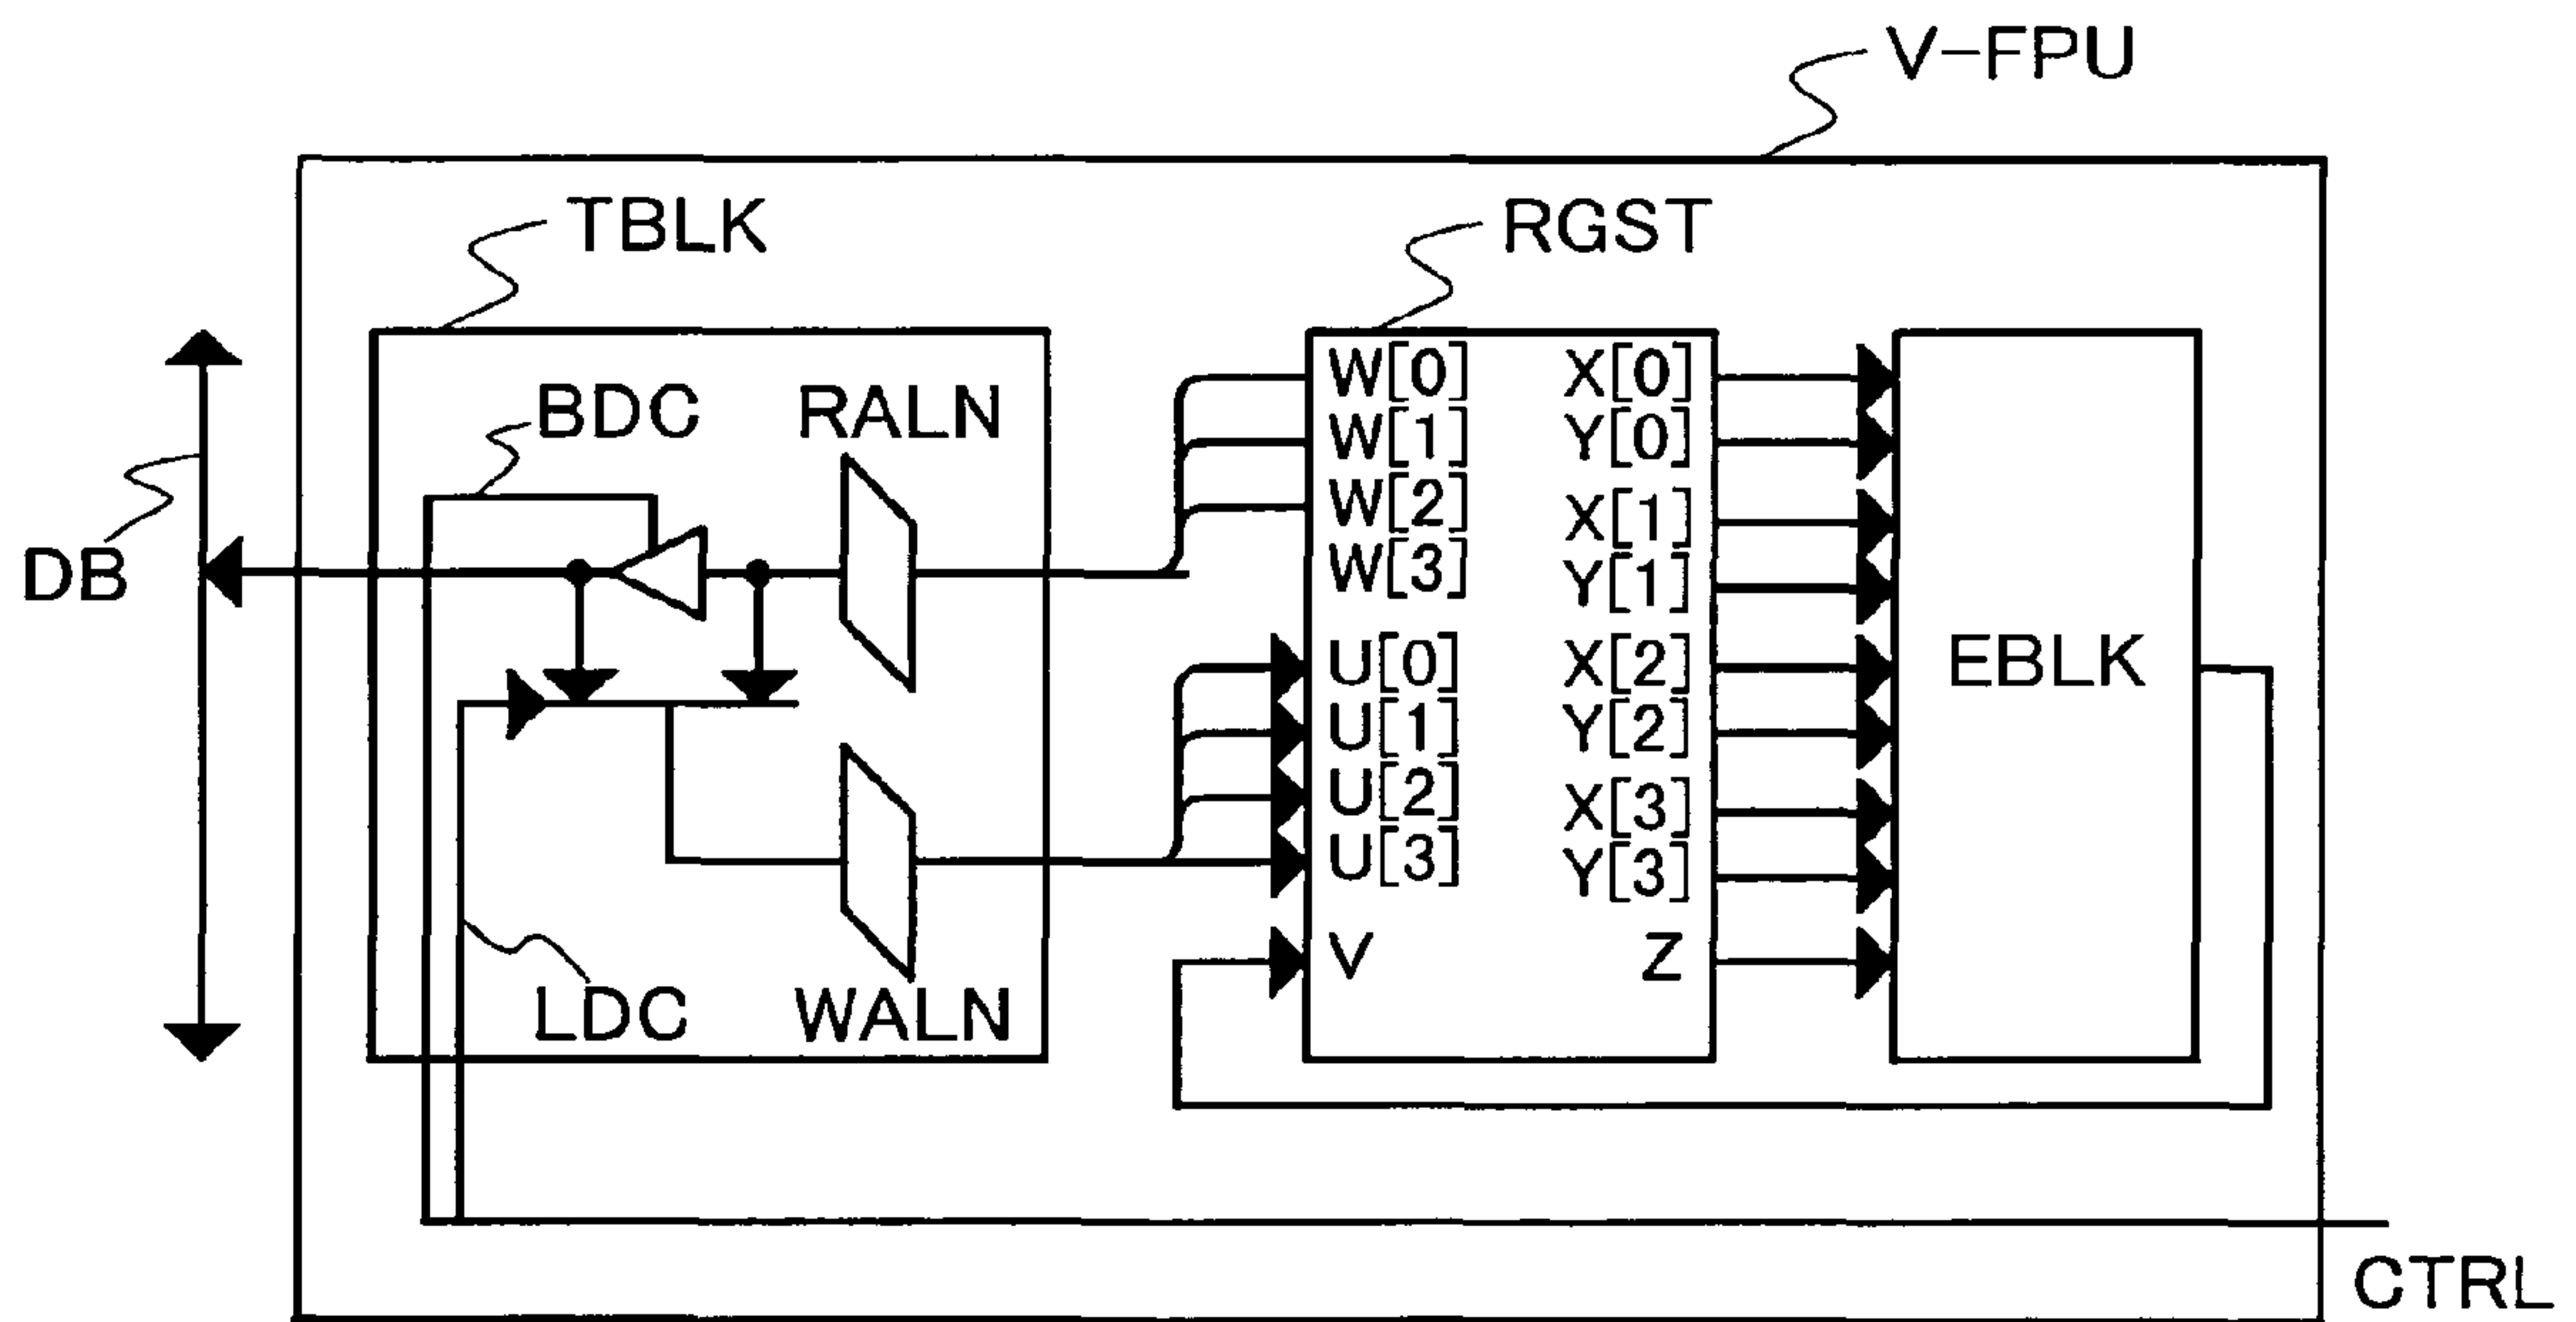 V-FPU
TBLK
RGST
BDC
RALN
DB
LDC
WALN
W[0]
W[1]
W[2]
W[3]
U[0]
U[1]
U[2]
U[3]
V
X[0]
Y[0]
X[1]
Y[1]
X[2]
Y[2]
X[3]
Y[3]
Z
EBLK
CTRL